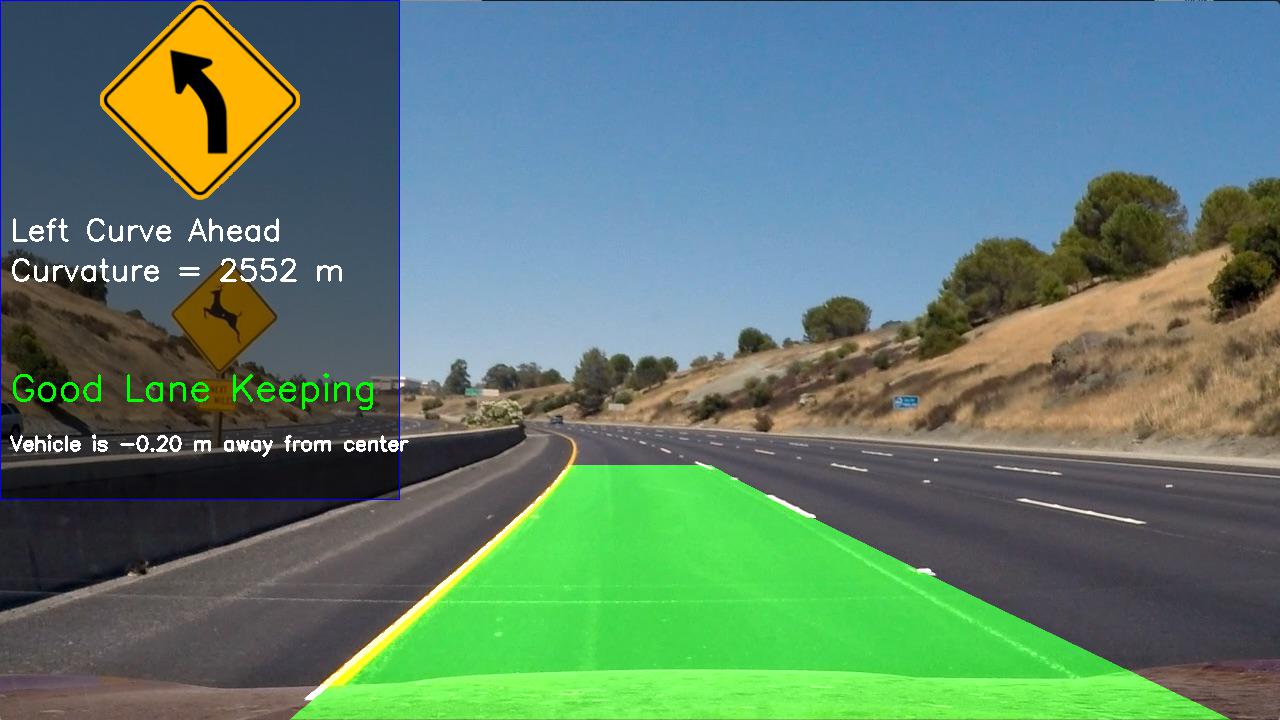 Left Curve Ahead
Curvature = 2552 m
Good Lane Keeping
Vehicle is -0.20 m away from center